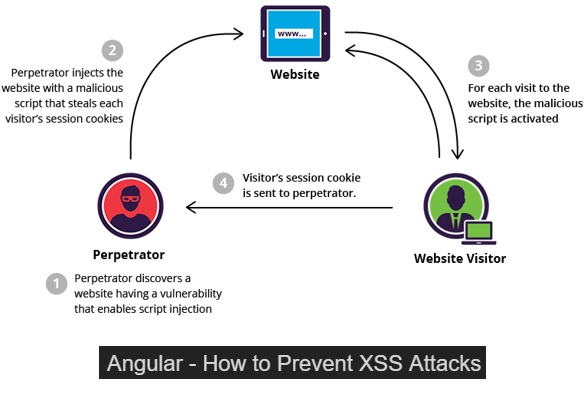 www...
Website
2
Perpetrator injects the
website with a malicious
script that steals each
visitor's session cookies
3
For each visit to the
website, the malicious
script is activated
4
Visitor's session cookie
is sent to perpetrator.
Perpetrator
Website Visitor
1
Perpetrator discovers a
website having a vulnerability
that enables script injection
Angular - How to Prevent XSS Attacks